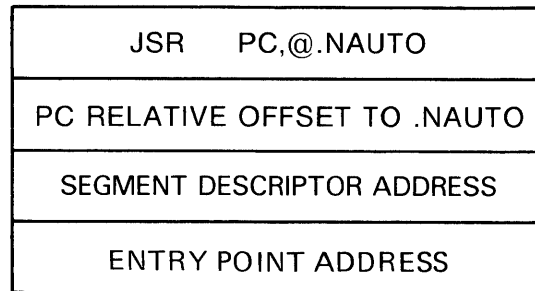 JSR PC,@.NAUTO
PC RELATIVE OFFSET TO .NAUTO
SEGMENT DESCRIPTOR ADDRESS
ENTRY POINT ADDRESS